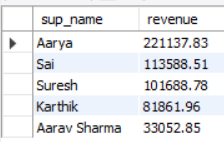 sup_name revenue
Aarya 221137.83
Sai 113588.51
Suresh 101688.78
Karthik 81861.96
Aarav Sharma 33052.85